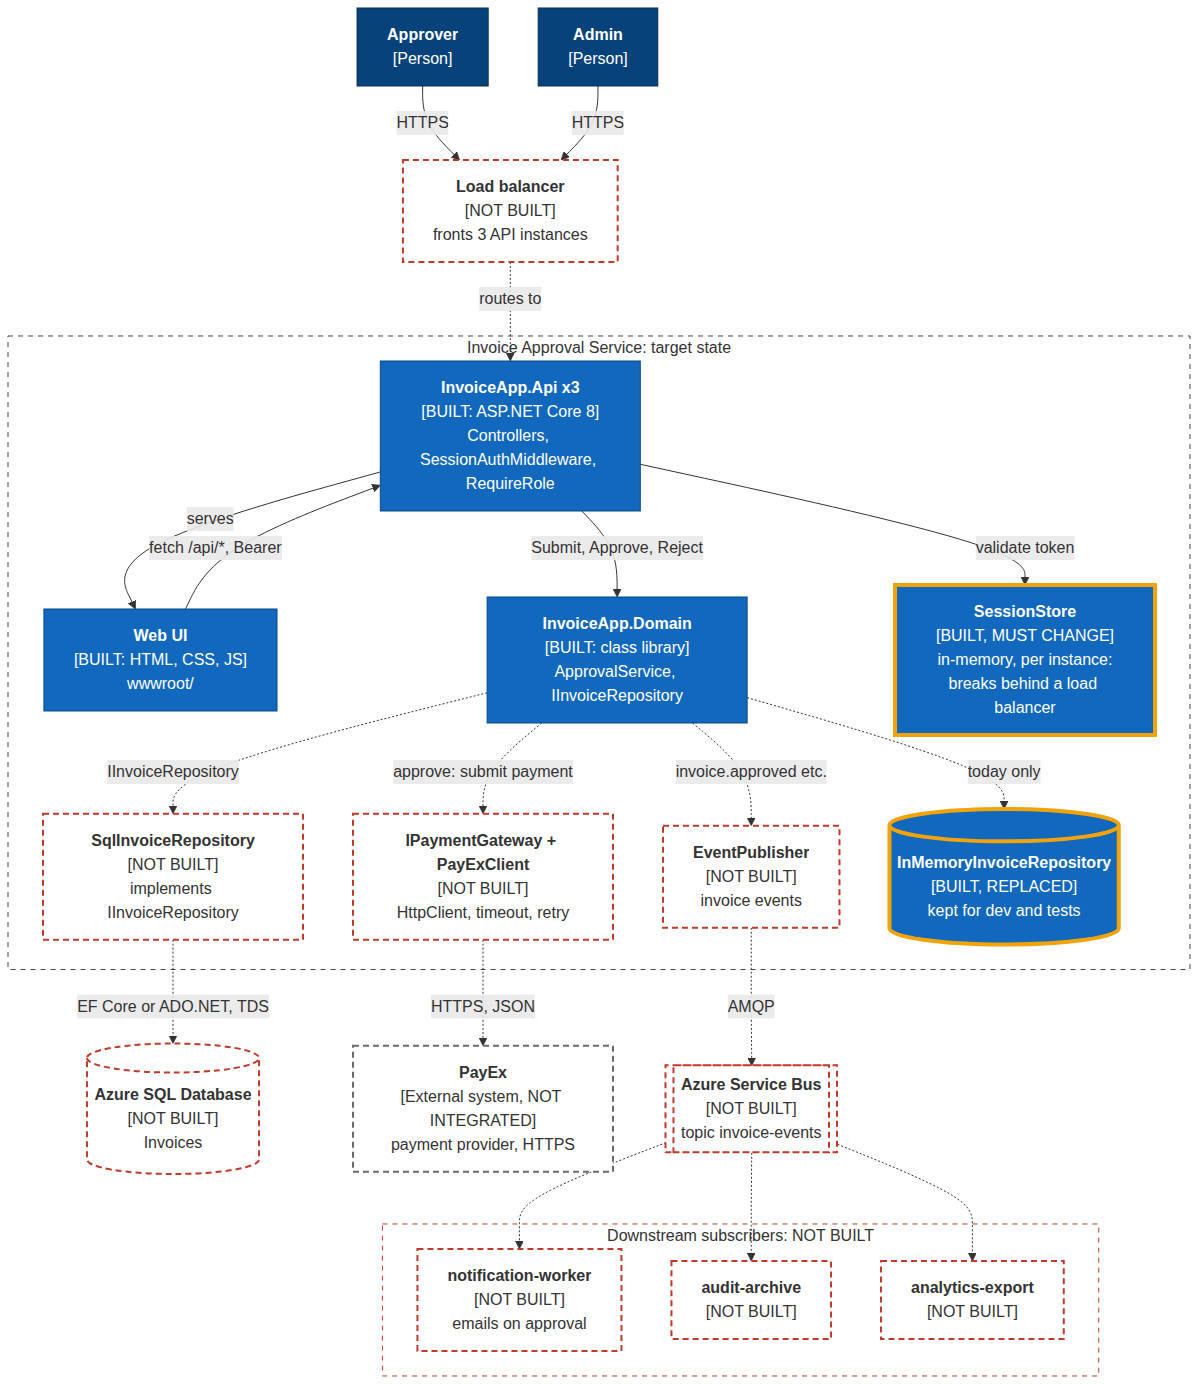 Approver
[Person]
Admin
[Person]
HTTPS
HTTPS
Load balancer
[NOT BUILT]
fronts 3 API instances
routes to
Invoice Approval Service: target state
InvoiceApp.Api x3
[BUILT: ASP.NET Core 8]
Controllers,
SessionAuthMiddleware,
RequireRole
serves
fetch /api/*, Bearer
Submit, Approve, Reject
validate token
Web UI
[BUILT: HTML, CSS, JS]
wwwroot/
InvoiceApp.Domain
[BUILT: class library]
ApprovalService,
IInvoiceRepository
SessionStore
[BUILT, MUST CHANGE]
in-memory, per instance:
breaks behind a load
balancer
IInvoiceRepository
approve: submit payment
invoice.approved etc.
today only
SqlInvoiceRepository
[NOT BUILT]
implements
IInvoiceRepository
IPaymentGateway +
PayExClient
[NOT BUILT]
HttpClient, timeout, retry
EventPublisher
[NOT BUILT]
invoice events
InMemoryInvoiceRepository
[BUILT, REPLACED]
kept for dev and tests
EF Core or ADO.NET, TDS
HTTPS, JSON
AMQP
Azure SQL Database
[NOT BUILT]
Invoices
PayEx
[External system, NOT
INTEGRATED]
payment provider, HTTPS
Azure Service Bus
[NOT BUILT]
topic invoice-events
Downstream subscribers: NOT BUILT
notification-worker
[NOT BUILT]
emails on approval
audit-archive
[NOT BUILT]
analytics-export
[NOT BUILT]